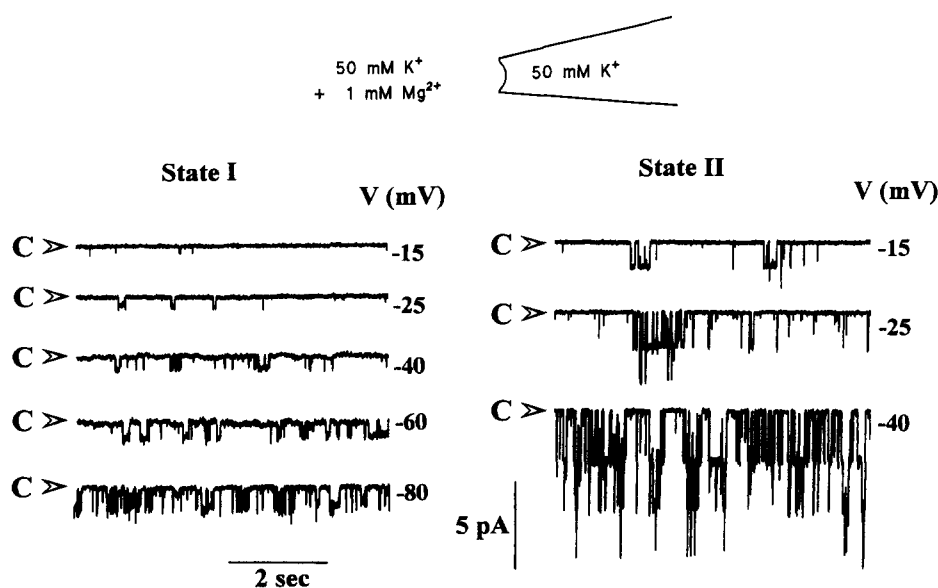 50 mM K⁺
+ 1 mM Mg²⁺
50 mM K⁺
State I
V (mV)
C -15
C -25
C -40
C -60
C -80
2 sec
State II
V (mV)
C -15
C -25
C -40
5 pA